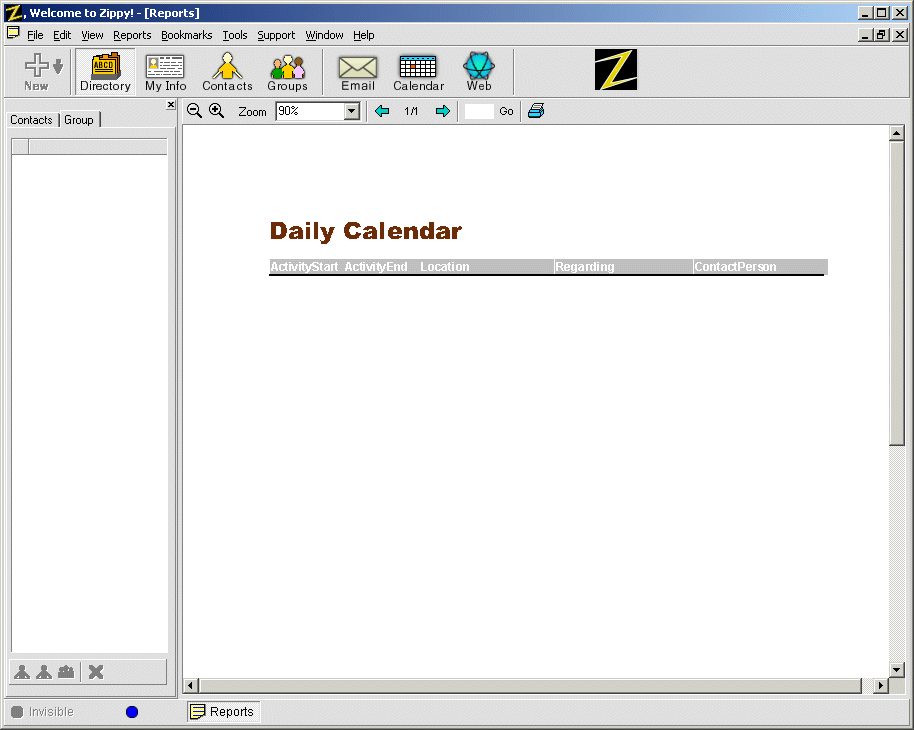 Z, Welcome to Zippy! - [Reports]
File Edit View Reports Bookmarks Tools Support Window Help
New Directory My Info Contacts Groups Email Calendar Web Z
ABCD
Zoom 90% 1/1 Go
Contacts Group
Daily Calendar
ActivityStart ActivityEnd Location Regarding ContactPerson
Invisible Reports